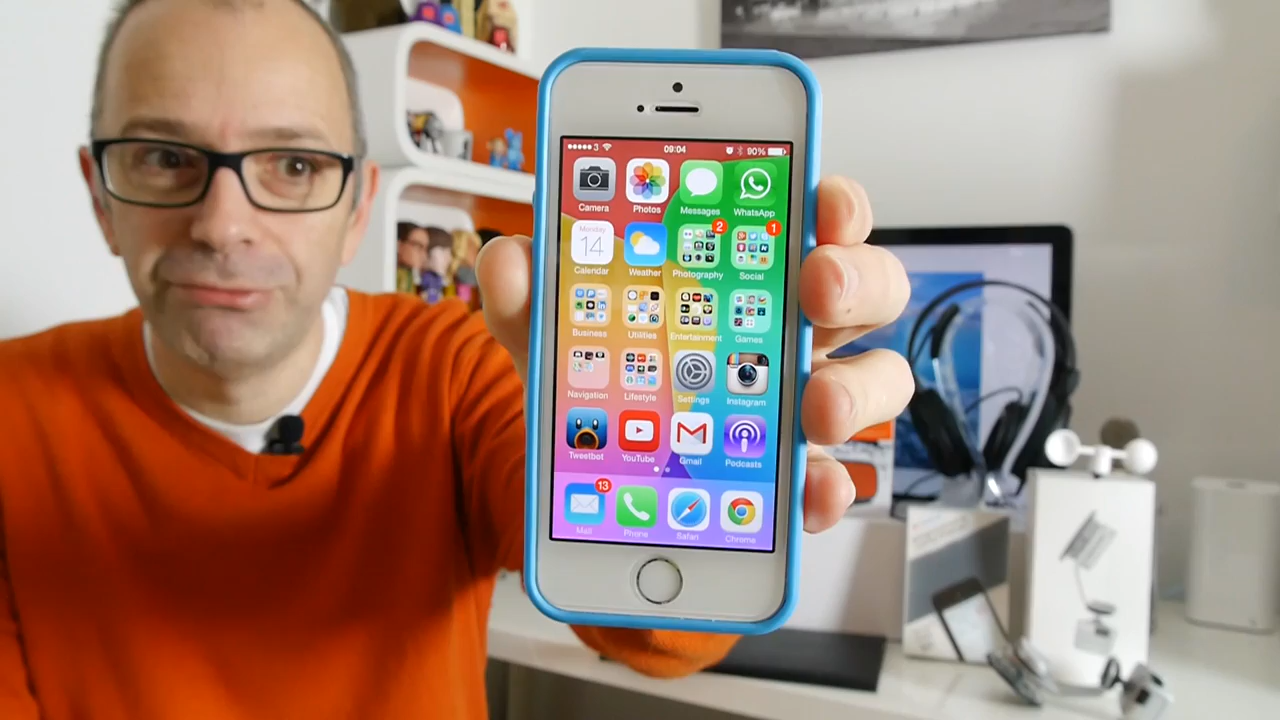 3 09:04 90%
Camera Photos Messages WhatsApp
Monday
14
2
1
Calendar Weather Photography Social
Business Utilities Entertainment Games
Navigation Lifestyle Settings Instagram
Tweetbot YouTube Gmail Podcasts
13
Mail Phone Safari Chrome